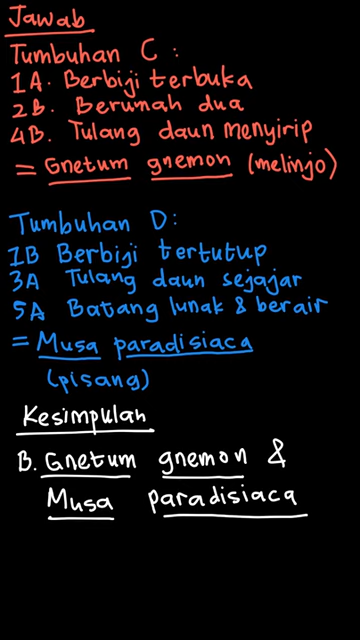 Jawab
Tumbuhan C :
1A. Berbiji terbuka
2B. Berumah dua
4B. Tulang daun menyirip
= Gnetum gnemon (melinjo)
Tumbuhan D:
1B Berbiji tertutup
3A Tulang daun sejajar
5A Batang lunak & berair
= Musa paradisiaca
(pisang)
Kesimpulan
B. Gnetum gnemon &
Musa paradisiaca